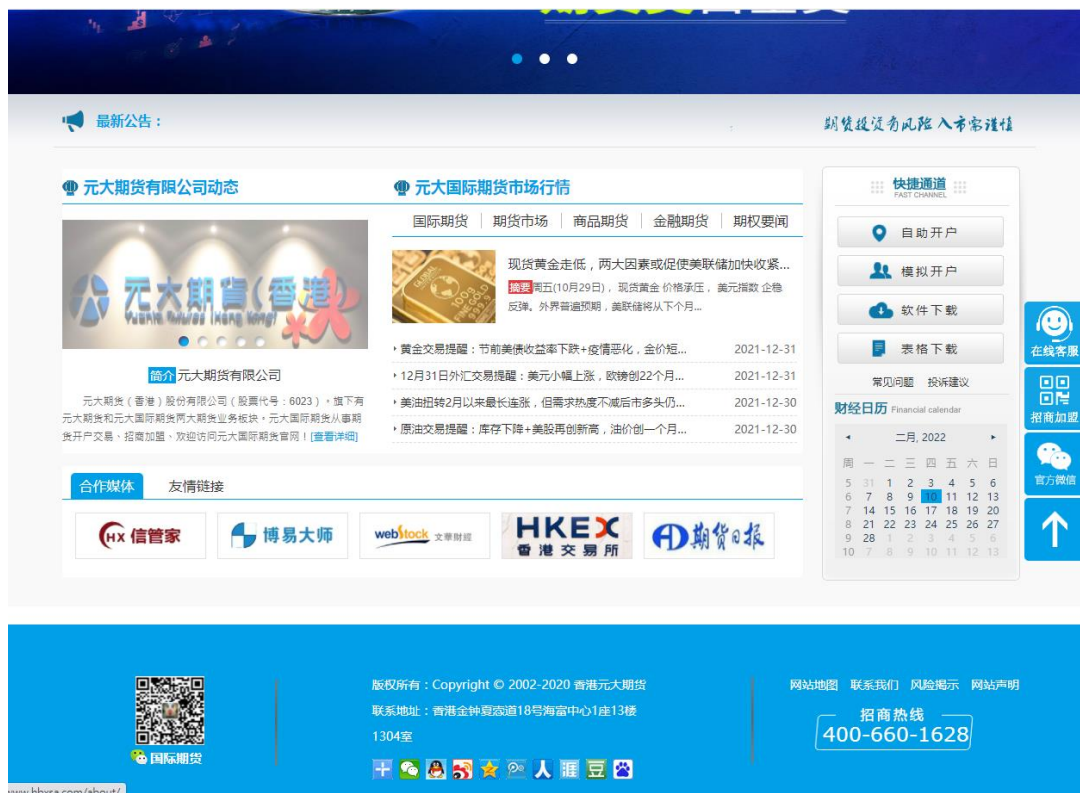 最新公告：
期货投资有风险 入市需谨慎
元大期货有限公司动态
元大期貨(香港)
Yuanta Futures (Hong Kong)
简介 元大期货有限公司
元大期货（香港）股份有限公司（股票代号：6023），旗下有
元大期货和元大国际期货两大期货业务板块，元大国际期货从事期
货开户交易、招商加盟、欢迎访问元大国际期货官网！[查看详细]
元大国际期货市场行情
国际期货 期货市场 商品期货 金融期货 期权要闻
现货黄金走低，两大因素或促使美联储加快收紧...
摘要 周五(10月29日)， 现货黄金 价格承压， 美元指数 企稳
反弹。外界普遍预期，美联储将从下个月...
黄金交易提醒：节前美债收益率下跌+疫情恶化，金价短... 2021-12-31
12月31日外汇交易提醒：美元小幅上涨，欧镑创22个月... 2021-12-31
美油扭转2月以来最长连涨，但需求热度不减后市多头仍... 2021-12-30
原油交易提醒：库存下降+美股再创新高，油价创一个月... 2021-12-30
快捷通道
FAST CHANNEL
自助开户
模拟开户
软件下载
表格下载
常见问题 投诉建议
财经日历 Financial calendar
二月, 2022
周 一 二 三 四 五 六 日
5 31 1 2 3 4 5 6
6 7 8 9 10 11 12 13
7 14 15 16 17 18 19 20
8 21 22 23 24 25 26 27
9 28 1 2 3 4 5 6
10 7 8 9 10 11 12 13
在线客服
招商加盟
官方微信
合作媒体 友情链接
HX 信管家
博易大师
webstock 文華财经
HKEX
香港交易所
期货日报
国际期货
版权所有：Copyright © 2002-2020 香港元大期货
联系地址：香港金钟夏悫道18号海富中心1座13楼
1304室
网站地图 联系我们 风险揭示 网站声明
招商热线
400-660-1628